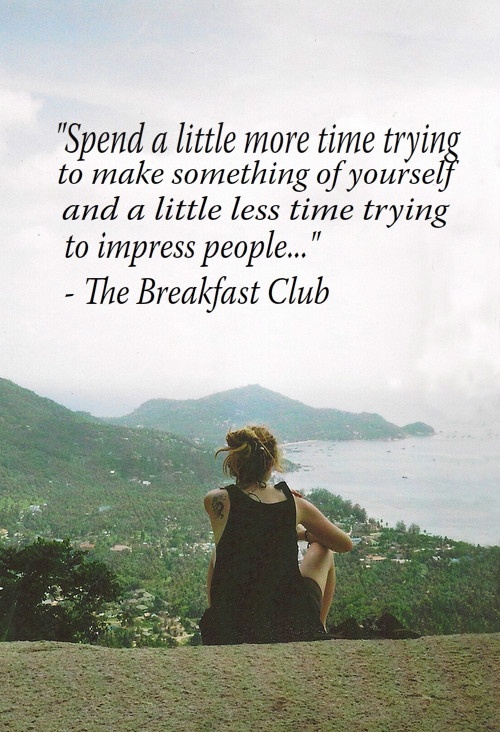 "Spend a little more time trying
to make something of yourself
and a little less time trying
to impress people..."
- The Breakfast Club